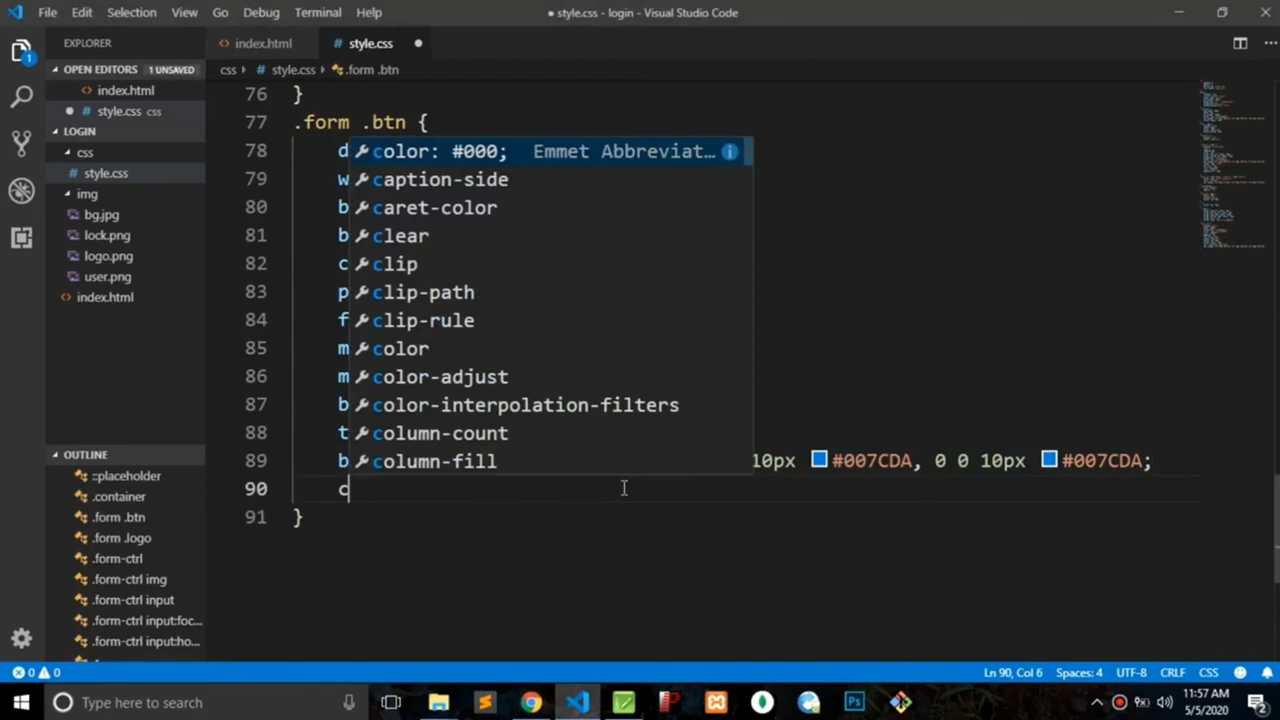 File Edit Selection View Go Debug Terminal Help
● style.css - login - Visual Studio Code
EXPLORER
index.html
style.css
OPEN EDITORS 1 UNSAVED
css > # style.css > .form .btn
index.html
# style.css css
LOGIN
css
# style.css
img
bg.jpg
lock.png
logo.png
user.png
index.html
OUTLINE
::placeholder
.container
.form .btn
.form .logo
.form-ctrl
.form-ctrl img
.form-ctrl input
.form-ctrl input:foc...
.form-ctrl input:ho...
76 }
77 .form .btn {
78 d color: #000; Emmet Abbreviat...
79 w caption-side
80 b caret-color
81 b clear
82 c clip
83 p clip-path
84 f clip-rule
85 m color
86 m color-adjust
87 b color-interpolation-filters
88 t column-count
89 b column-fill 10px #007CDA, 0 0 10px #007CDA;
90 c
91 }
0 0
Ln 90, Col 6 Spaces: 4 UTF-8 CRLF CSS
Type here to search
11:57 AM
5/5/2020